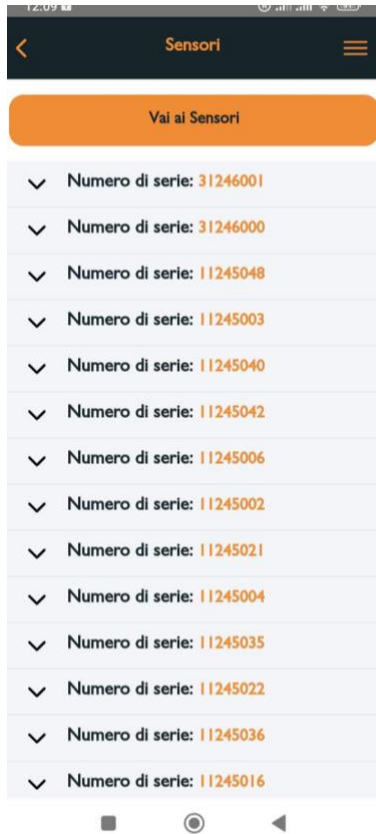 12:09
Sensori
Vai ai Sensori
Numero di serie: 31246001
Numero di serie: 31246000
Numero di serie: 11245048
Numero di serie: 11245003
Numero di serie: 11245040
Numero di serie: 11245042
Numero di serie: 11245006
Numero di serie: 11245002
Numero di serie: 11245021
Numero di serie: 11245004
Numero di serie: 11245035
Numero di serie: 11245022
Numero di serie: 11245036
Numero di serie: 11245016